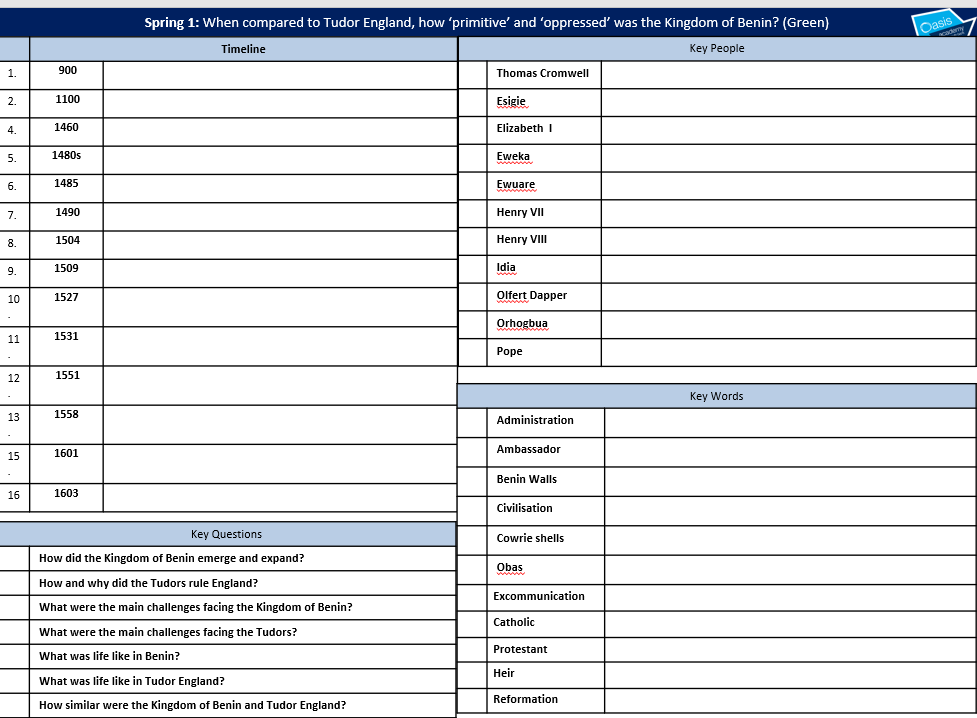 Spring 1: When compared to Tudor England, how ‘primitive’ and ‘oppressed’ was the Kingdom of Benin? (Green)
Oasis
academy
Timeline
1. 900
2. 1100
4. 1460
5. 1480s
6. 1485
7. 1490
8. 1504
9. 1509
10
. 1527
11
. 1531
12
. 1551
13
. 1558
15
. 1601
16 1603
Key Questions
How did the Kingdom of Benin emerge and expand?
How and why did the Tudors rule England?
What were the main challenges facing the Kingdom of Benin?
What were the main challenges facing the Tudors?
What was life like in Benin?
What was life like in Tudor England?
How similar were the Kingdom of Benin and Tudor England?
Key People
Thomas Cromwell
Esigie
Elizabeth I
Eweka
Ewuare
Henry VII
Henry VIII
Idia
Olfert Dapper
Orhogbua
Pope
Key Words
Administration
Ambassador
Benin Walls
Civilisation
Cowrie shells
Obas
Excommunication
Catholic
Protestant
Heir
Reformation